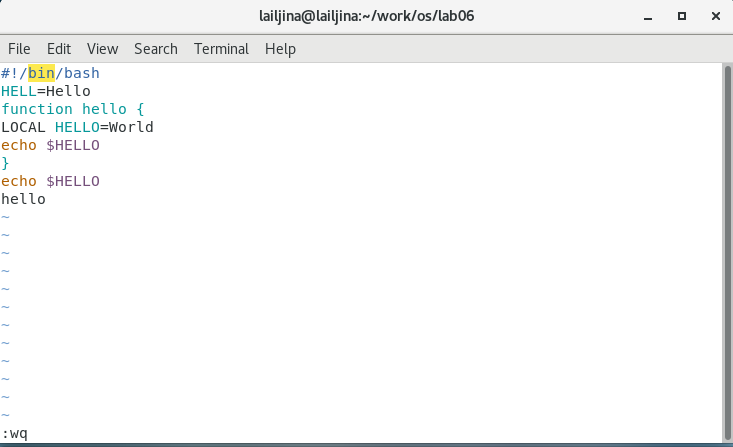 lailjina@lailjina:~/work/os/lab06
File Edit View Search Terminal Help
#!/bin/bash
HELL=Hello
function hello {
LOCAL HELLO=World
echo $HELLO
}
echo $HELLO
hello
~
~
~
~
~
~
~
~
~
~
~
~
:wq